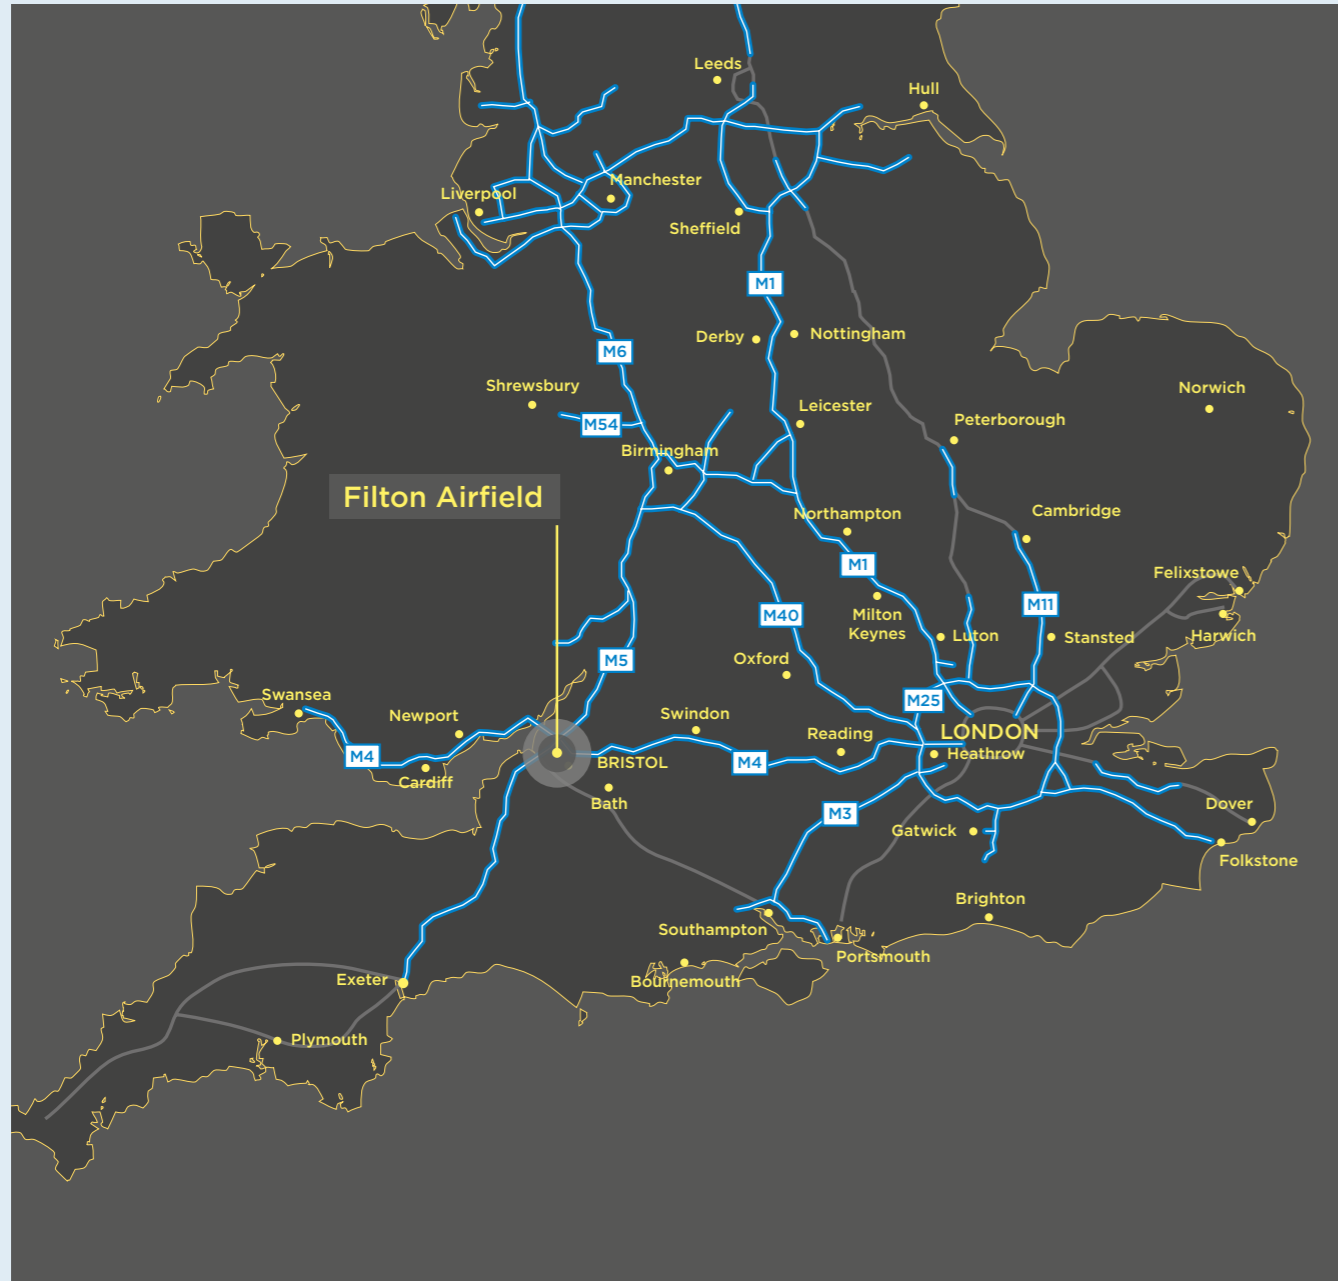 Leeds
Hull
Manchester
Liverpool
Sheffield
M1
Derby
Nottingham
M6
Shrewsbury
Norwich
Leicester
M54
Peterborough
Birmingham
Filton Airfield
Northampton
Cambridge
M1
Felixstowe
M11
M40
Milton
Keynes
Luton
Stansted
Harwich
Oxford
M5
Swansea
M25
Newport
Swindon
Reading
LONDON
M4
Heathrow
BRISTOL
M4
Cardiff
Bath
Dover
M3
Gatwick
Folkstone
Brighton
Southampton
Portsmouth
Exeter
Bournemouth
Plymouth